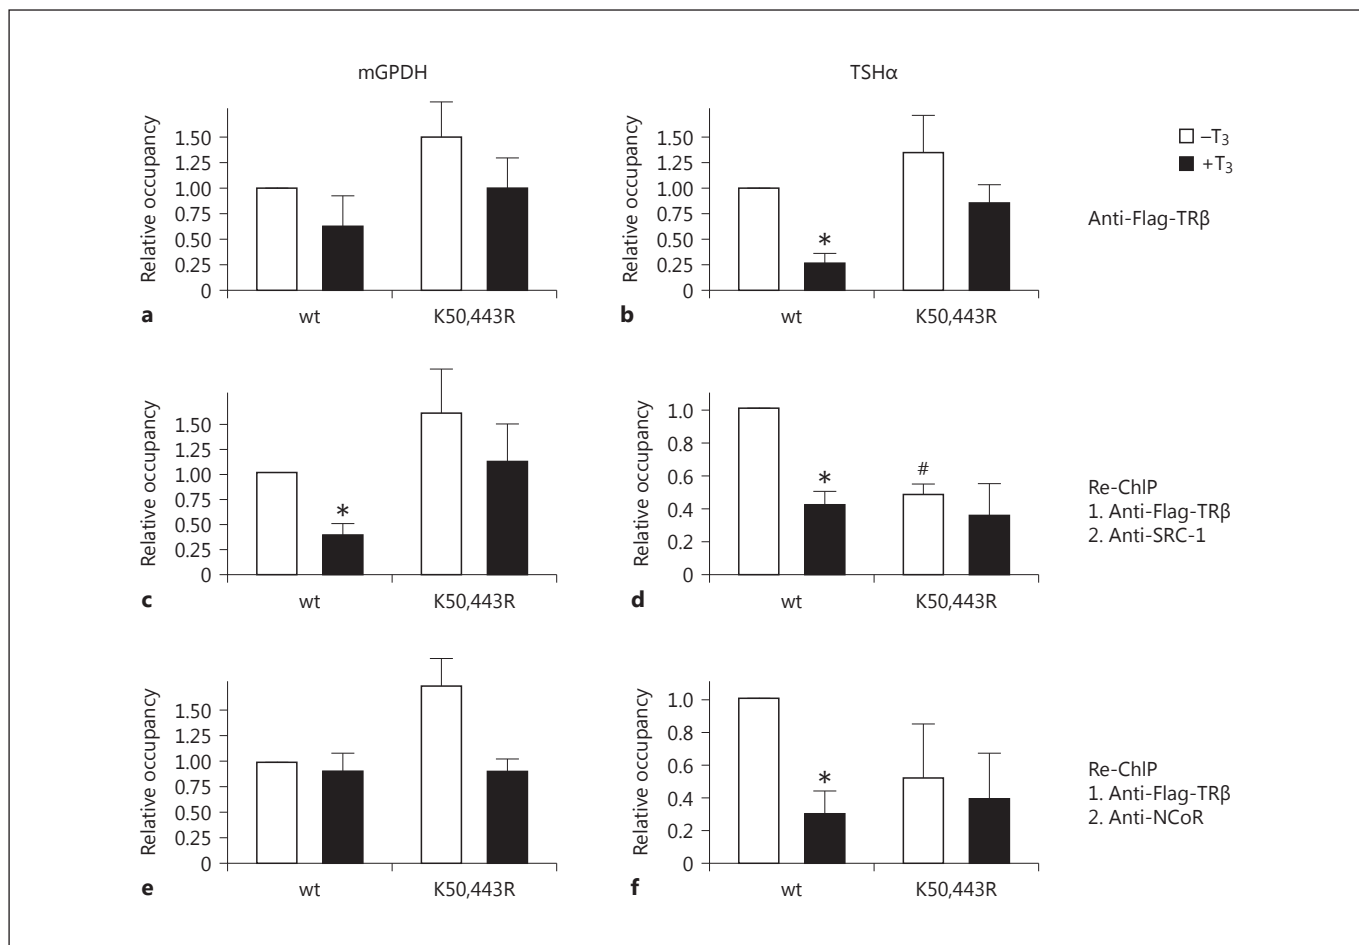 mGPDH
TSHα
–T3
+T3
Anti-Flag-TRβ
Relative occupancy
1.50
1.25
1.00
0.75
0.50
0.25
0
wt
K50,443R
a
Relative occupancy
1.50
1.25
1.00
0.75
0.50
0.25
0
*
wt
K50,443R
b
Relative occupancy
1.50
1.25
1.00
0.75
0.50
0.25
0
*
wt
K50,443R
c
Relative occupancy
1.0
0.8
0.6
0.4
0.2
0
*
#
wt
K50,443R
d
Re-ChIP
1. Anti-Flag-TRβ
2. Anti-SRC-1
Relative occupancy
1.50
1.25
1.00
0.75
0.50
0.25
0
wt
K50,443R
e
Relative occupancy
1.0
0.8
0.6
0.4
0.2
0
*
wt
K50,443R
f
Re-ChIP
1. Anti-Flag-TRβ
2. Anti-NCoR